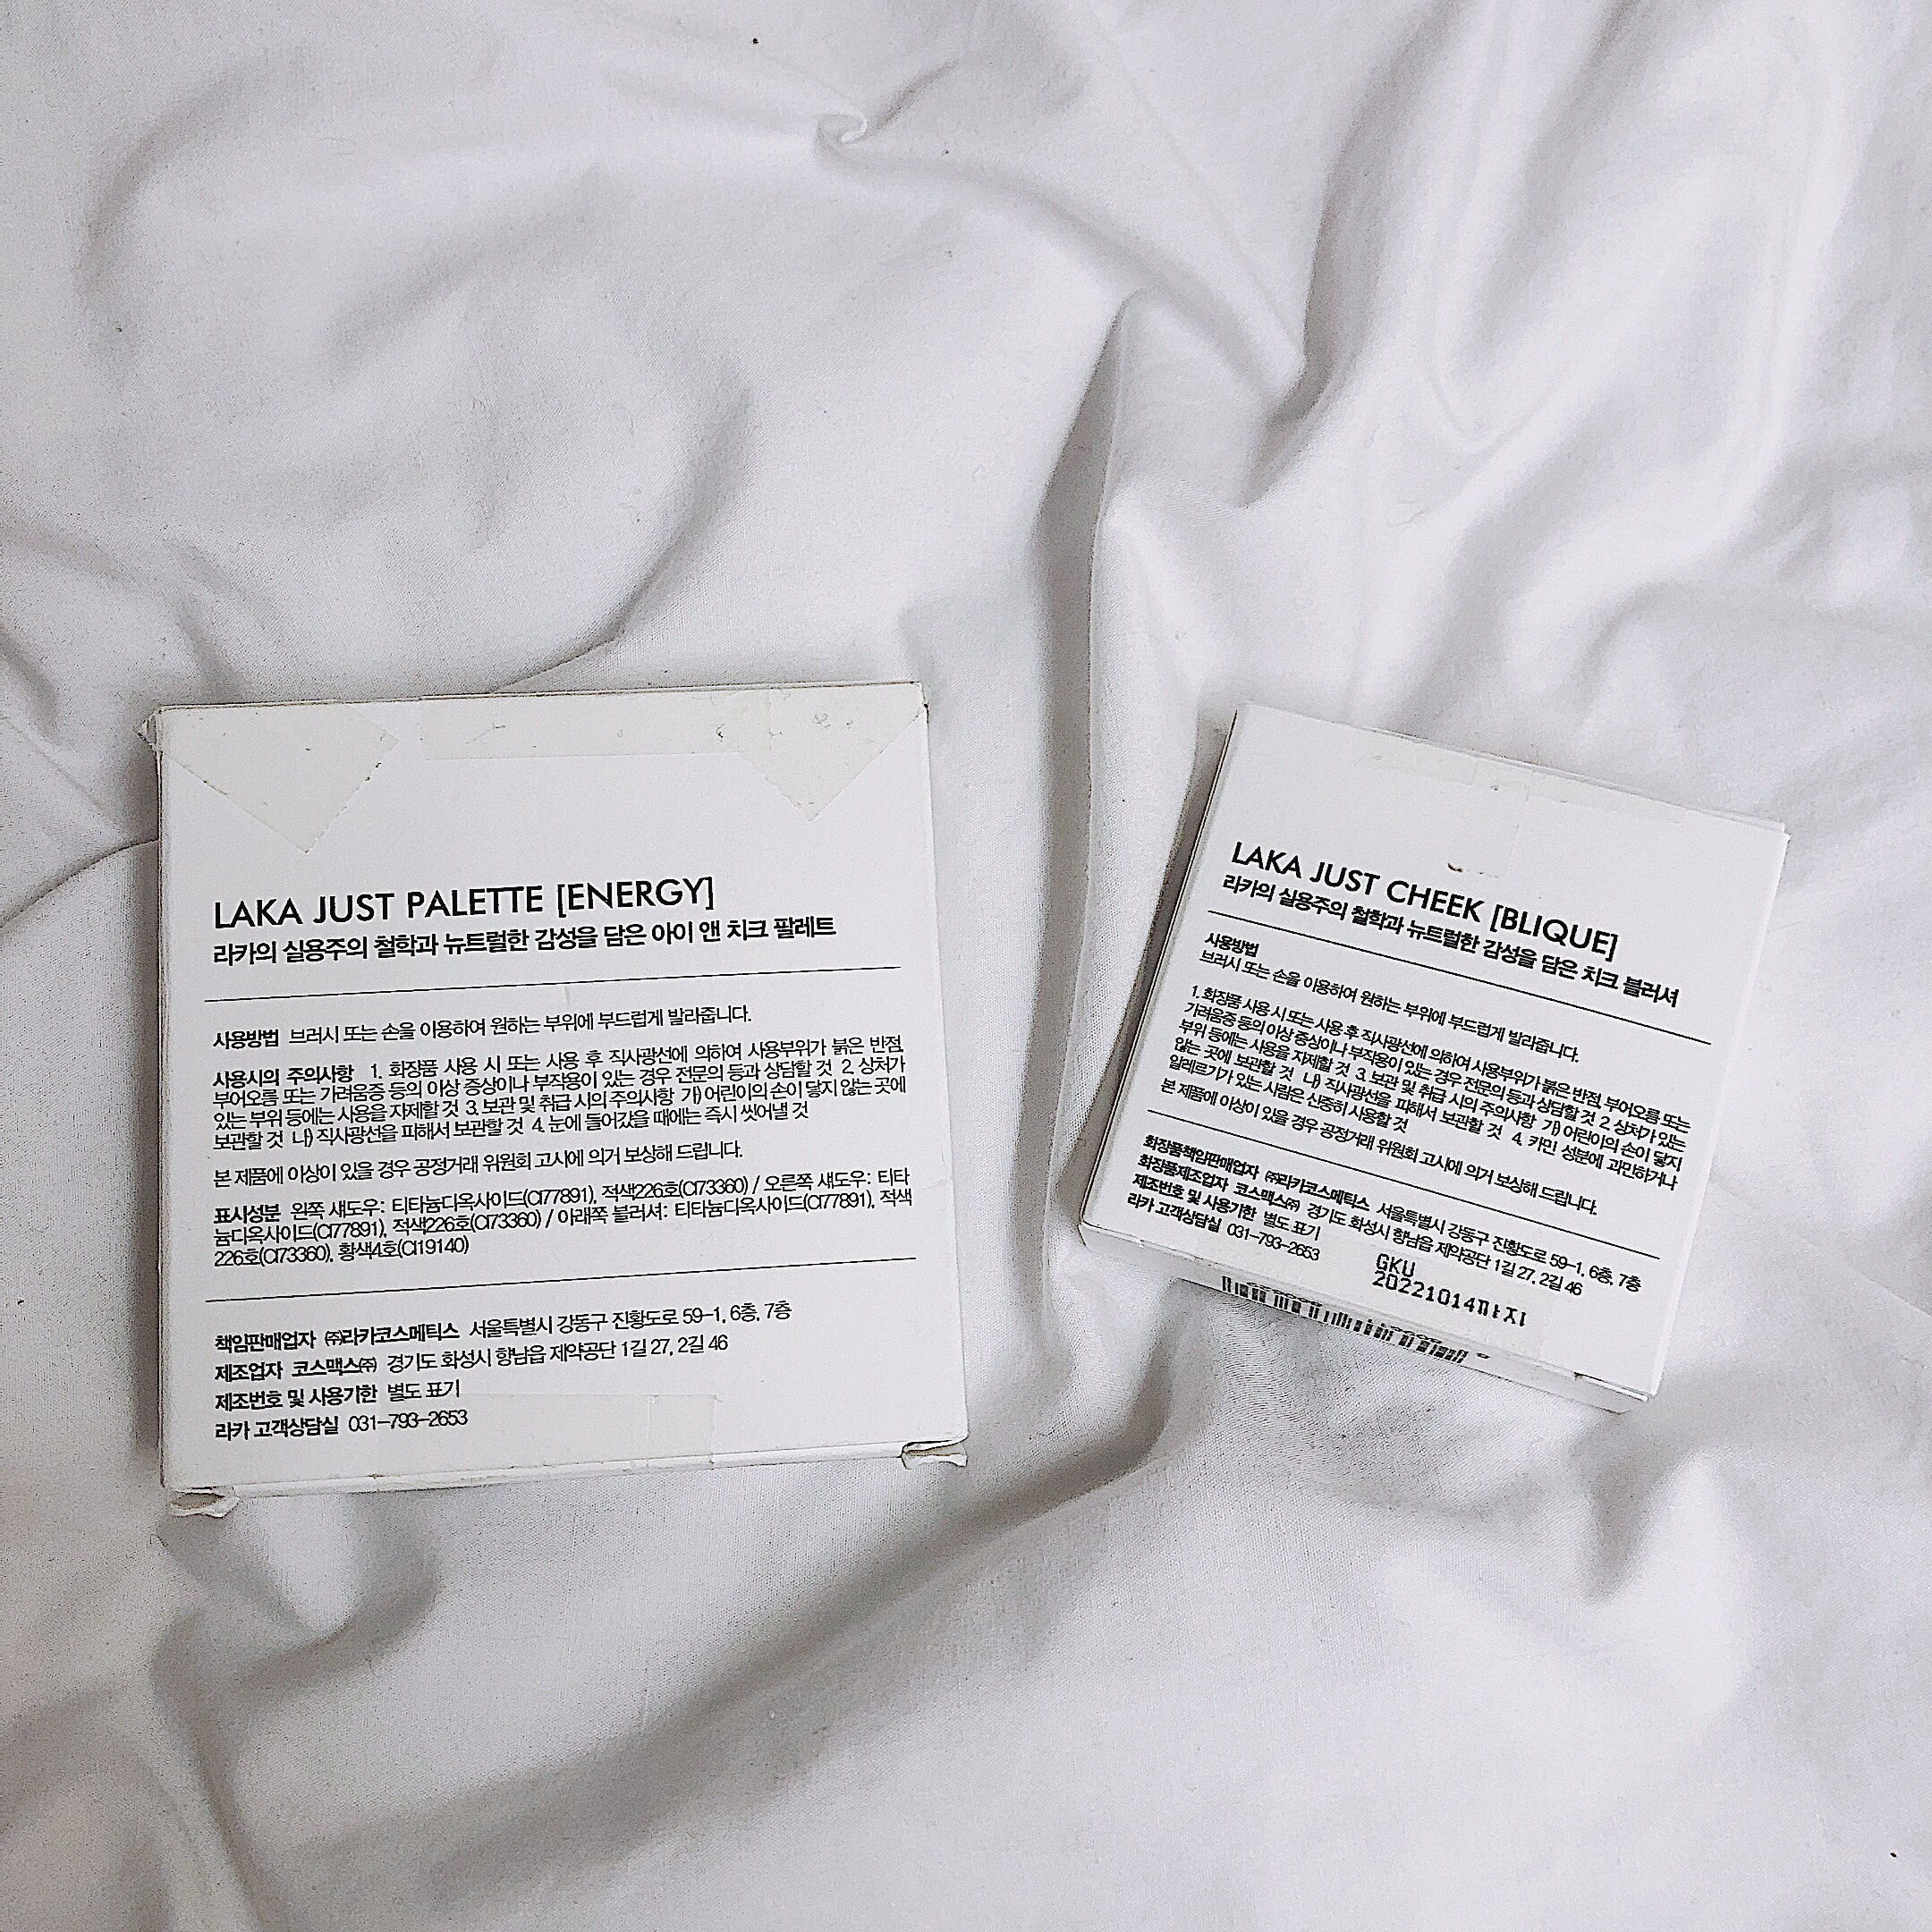 LAKA JUST PALETTE [ENERGY]
라카의 실용주의 철학과 뉴트럴한 감성을 담은 아이 앤 치크 팔레트
사용방법 브러시 또는 손을 이용하여 원하는 부위에 부드럽게 발라줍니다.
사용시의 주의사항 1. 화장품 사용 시 또는 사용 후 직사광선에 의하여 사용부위가 붉은 반점,
부어오름 또는 가려움증 등의 이상 증상이나 부작용이 있는 경우 전문의 등과 상담할 것 2. 상처가
있는 부위 등에는 사용을 자제할 것 3. 보관 및 취급 시의 주의사항 가) 어린이의 손이 닿지 않는 곳에
보관할 것 나) 직사광선을 피해서 보관할 것 4. 눈에 들어갔을 때에는 즉시 씻어낼 것
본 제품에 이상이 있을 경우 공정거래 위원회 고시에 의거 보상해 드립니다.
표시성분 왼쪽 섀도우: 티타늄디옥사이드(CI77891), 적색226호(CI73360) / 오른쪽 섀도우: 티타
늄디옥사이드(CI77891), 적색226호(CI73360) / 아래쪽 블러셔: 티타늄디옥사이드(CI77891), 적색
226호(CI73360), 황색4호(CI19140)
책임판매업자 ㈜라카코스메틱스 서울특별시 강동구 진황도로 59-1, 6층, 7층
제조업자 코스맥스㈜ 경기도 화성시 향남읍 제약공단 1길 27, 2길 46
제조번호 및 사용기한 별도 표기
라카 고객상담실 031-793-2653
LAKA JUST CHEEK [BLIQUE]
라카의 실용주의 철학과 뉴트럴한 감성을 담은 치크 블러셔
사용방법
브러시 또는 손을 이용하여 원하는 부위에 부드럽게 발라줍니다.
1. 화장품 사용 시 또는 사용 후 직사광선에 의하여 사용부위가 붉은 반점, 부어오름 또는
가려움증 등의 이상 증상이나 부작용이 있는 경우 전문의 등과 상담할 것 2. 상처가 있는
부위 등에는 사용을 자제할 것 3. 보관 및 취급 시의 주의사항 가) 어린이의 손이 닿지
않는 곳에 보관할 것 나) 직사광선을 피해서 보관할 것 4. 카민 성분에 과민하거나
알레르기가 있는 사람은 신중히 사용할 것
본 제품에 이상이 있을 경우 공정거래 위원회 고시에 의거 보상해 드립니다.
화장품책임판매업자 ㈜라카코스메틱스 서울특별시 강동구 진황도로 59-1, 6층, 7층
화장품제조업자 코스맥스㈜ 경기도 화성시 향남읍 제약공단 1길 27, 2길 46
제조번호 및 사용기한 별도 표기
라카 고객상담실 031-793-2653
GKU
20221014까지